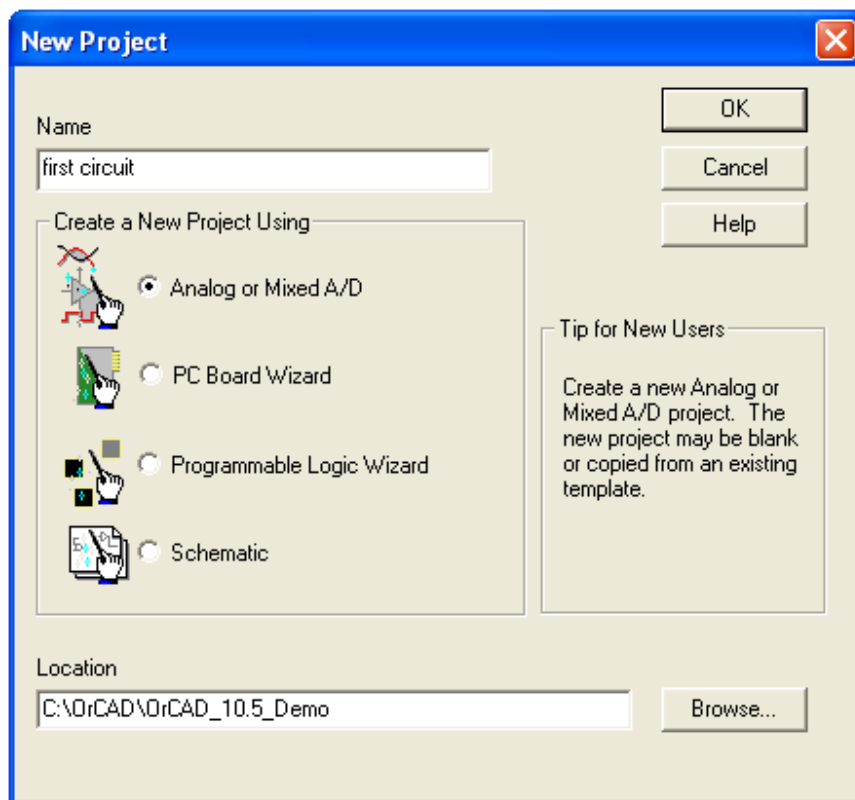 New Project
Name
first circuit
OK
Cancel
Help
Create a New Project Using
Analog or Mixed A/D
PC Board Wizard
Programmable Logic Wizard
Schematic
Tip for New Users
Create a new Analog or
Mixed A/D project. The
new project may be blank
or copied from an existing
template.
Location
C:\OrCAD\OrCAD_10.5_Demo
Browse...